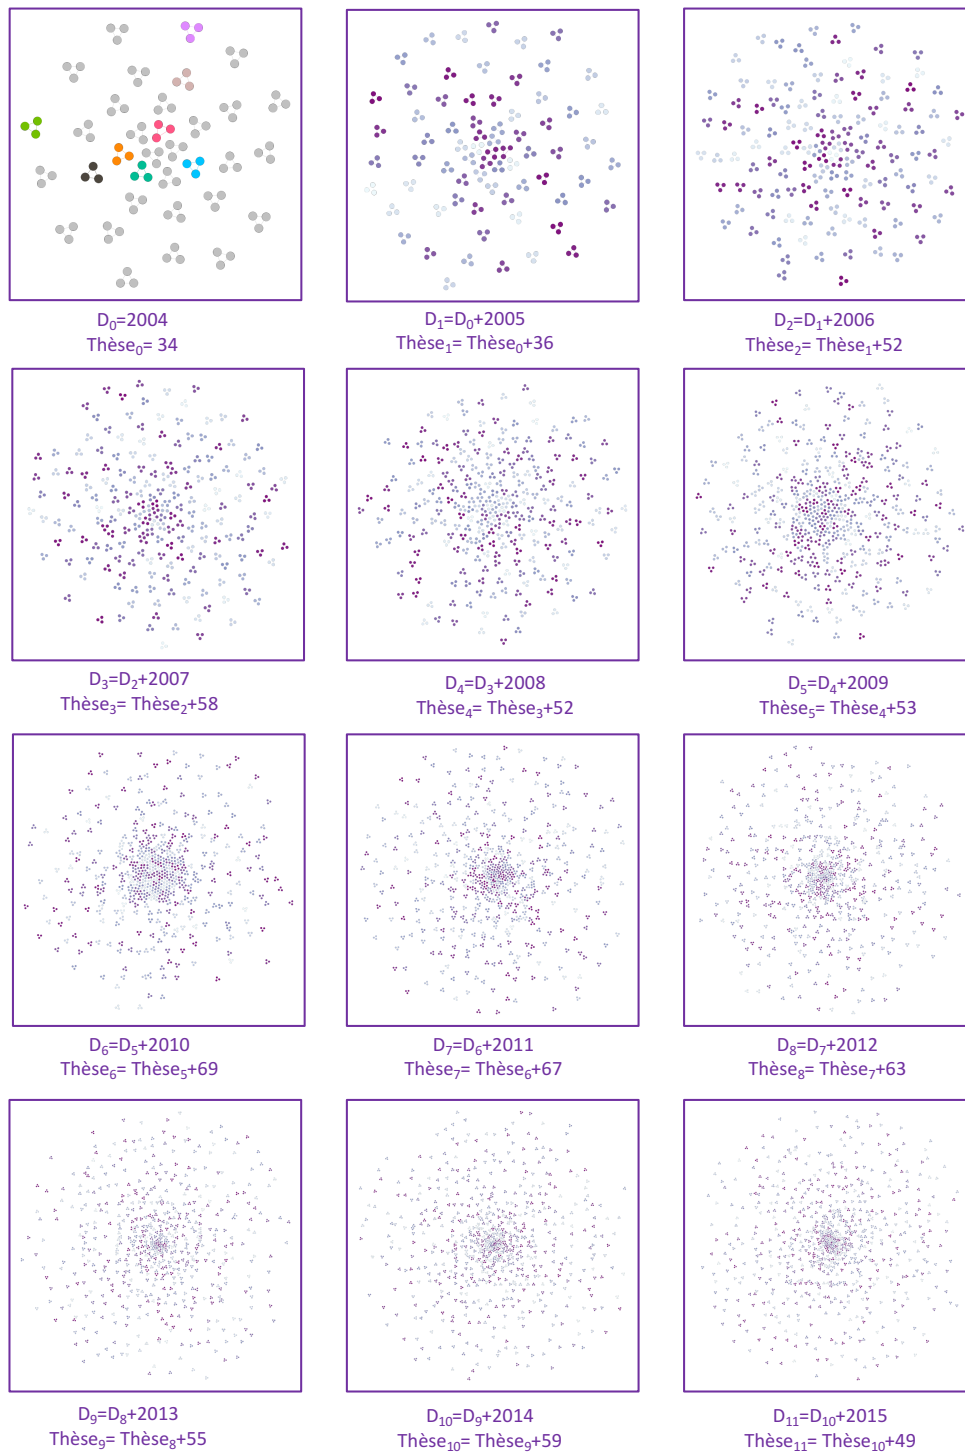 D₀=2004
Thèse₀= 34
D₁=D₀+2005
Thèse₁= Thèse₀+36
D₂=D₁+2006
Thèse₂= Thèse₁+52
D₃=D₂+2007
Thèse₃= Thèse₂+58
D₄=D₃+2008
Thèse₄= Thèse₃+52
D₅=D₄+2009
Thèse₅= Thèse₄+53
D₆=D₅+2010
Thèse₆= Thèse₅+69
D₇=D₆+2011
Thèse₇= Thèse₆+67
D₈=D₇+2012
Thèse₈= Thèse₇+63
D₉=D₈+2013
Thèse₉= Thèse₈+55
D₁₀=D₉+2014
Thèse₁₀= Thèse₉+59
D₁₁=D₁₀+2015
Thèse₁₁= Thèse₁₀+49